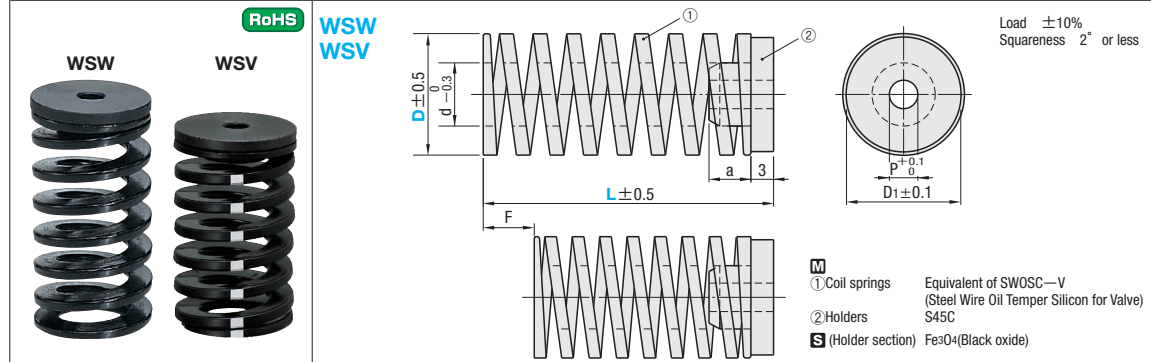 RoHS
WSW
WSV
WSW
WSV
①
②
Load ±10%
Squareness 2° or less
D±0.5
d 0 -0.3
a
3
L±0.5
F
P +0.1 0
D1±0.1
M
①Coil springs Equivalent of SWOSC—V
(Steel Wire Oil Temper Silicon for Valve)
②Holders S45C
S (Holder section) Fe3O4(Black oxide)